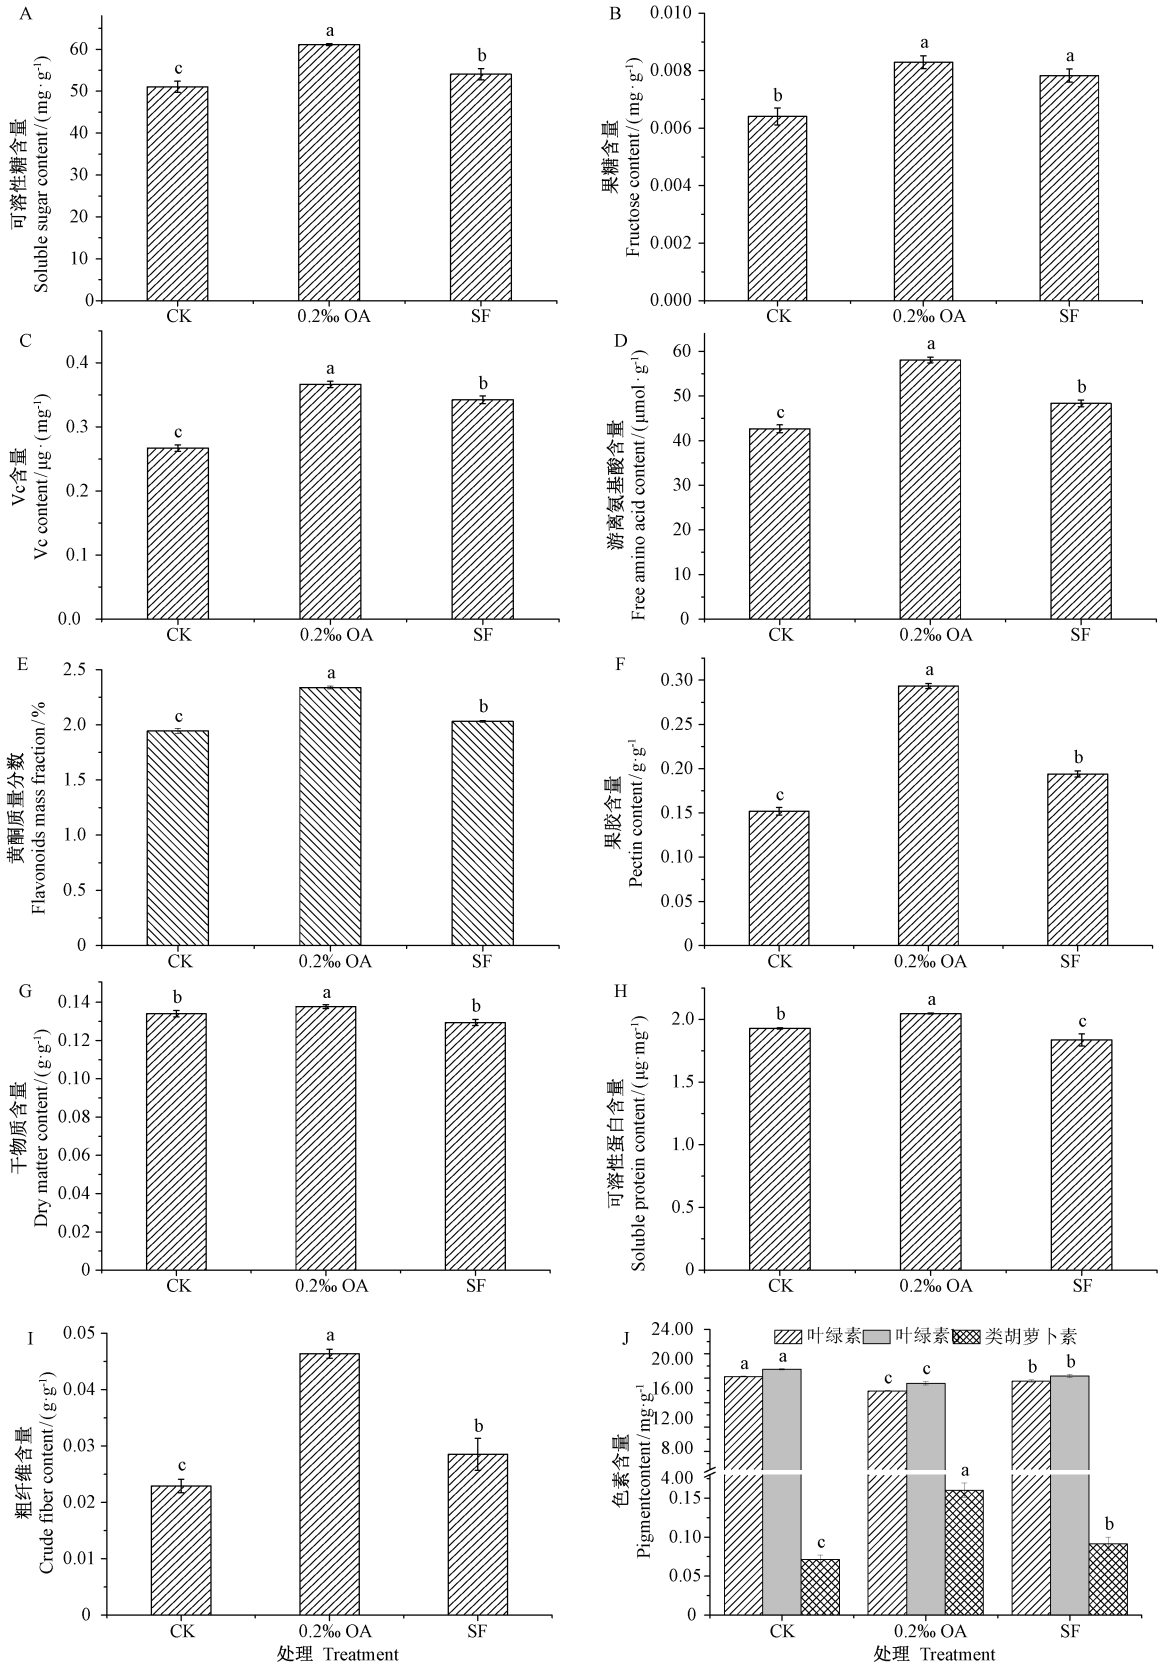 A
可溶性糖含量
Soluble sugar content/(mg·g-1)
60
50
40
30
20
10
0
c
a
b
CK
0.2‰ OA
SF
B
果糖含量
Fructose content/(mg·g-1)
0.010
0.008
0.006
0.004
0.002
0.000
b
a
a
CK
0.2‰ OA
SF
C
Vc含量
Vc content/μg·(mg-1)
0.4
0.3
0.2
0.1
0.0
c
a
b
CK
0.2‰ OA
SF
D
游离氨基酸含量
Free amino acid content/(μmol·g-1)
60
50
40
30
20
10
0
c
a
b
CK
0.2‰ OA
SF
E
黄酮质量分数
Flavonoids mass fraction/%
2.5
2.0
1.5
1.0
0.5
0
c
a
b
CK
0.2‰ OA
SF
F
果胶含量
Pectin content/g·g-1
0.30
0.25
0.20
0.15
0.10
0.05
0
c
a
b
CK
0.2‰ OA
SF
G
干物质含量
Dry matter content/(g·g-1)
0.14
0.12
0.10
0.08
0.06
0.04
0.02
0
b
a
b
CK
0.2‰ OA
SF
H
可溶性蛋白含量
Soluble protein content/(μg·mg-1)
2.0
1.5
1.0
0.5
0
b
a
c
CK
0.2‰ OA
SF
I
粗纤维含量
Crude fiber content/(g·g-1)
0.05
0.04
0.03
0.02
0.01
0
c
a
b
CK
0.2‰ OA
SF
处理 Treatment
J
色素含量
Pigmentcontent/mg·g-1
24.00
20.00
16.00
12.00
8.00
4.00
0.15
0.10
0.05
0
叶绿素 叶绿素 类胡萝卜素
a
a
c
c
c
a
b
b
b
CK
0.2‰ OA
SF
处理 Treatment